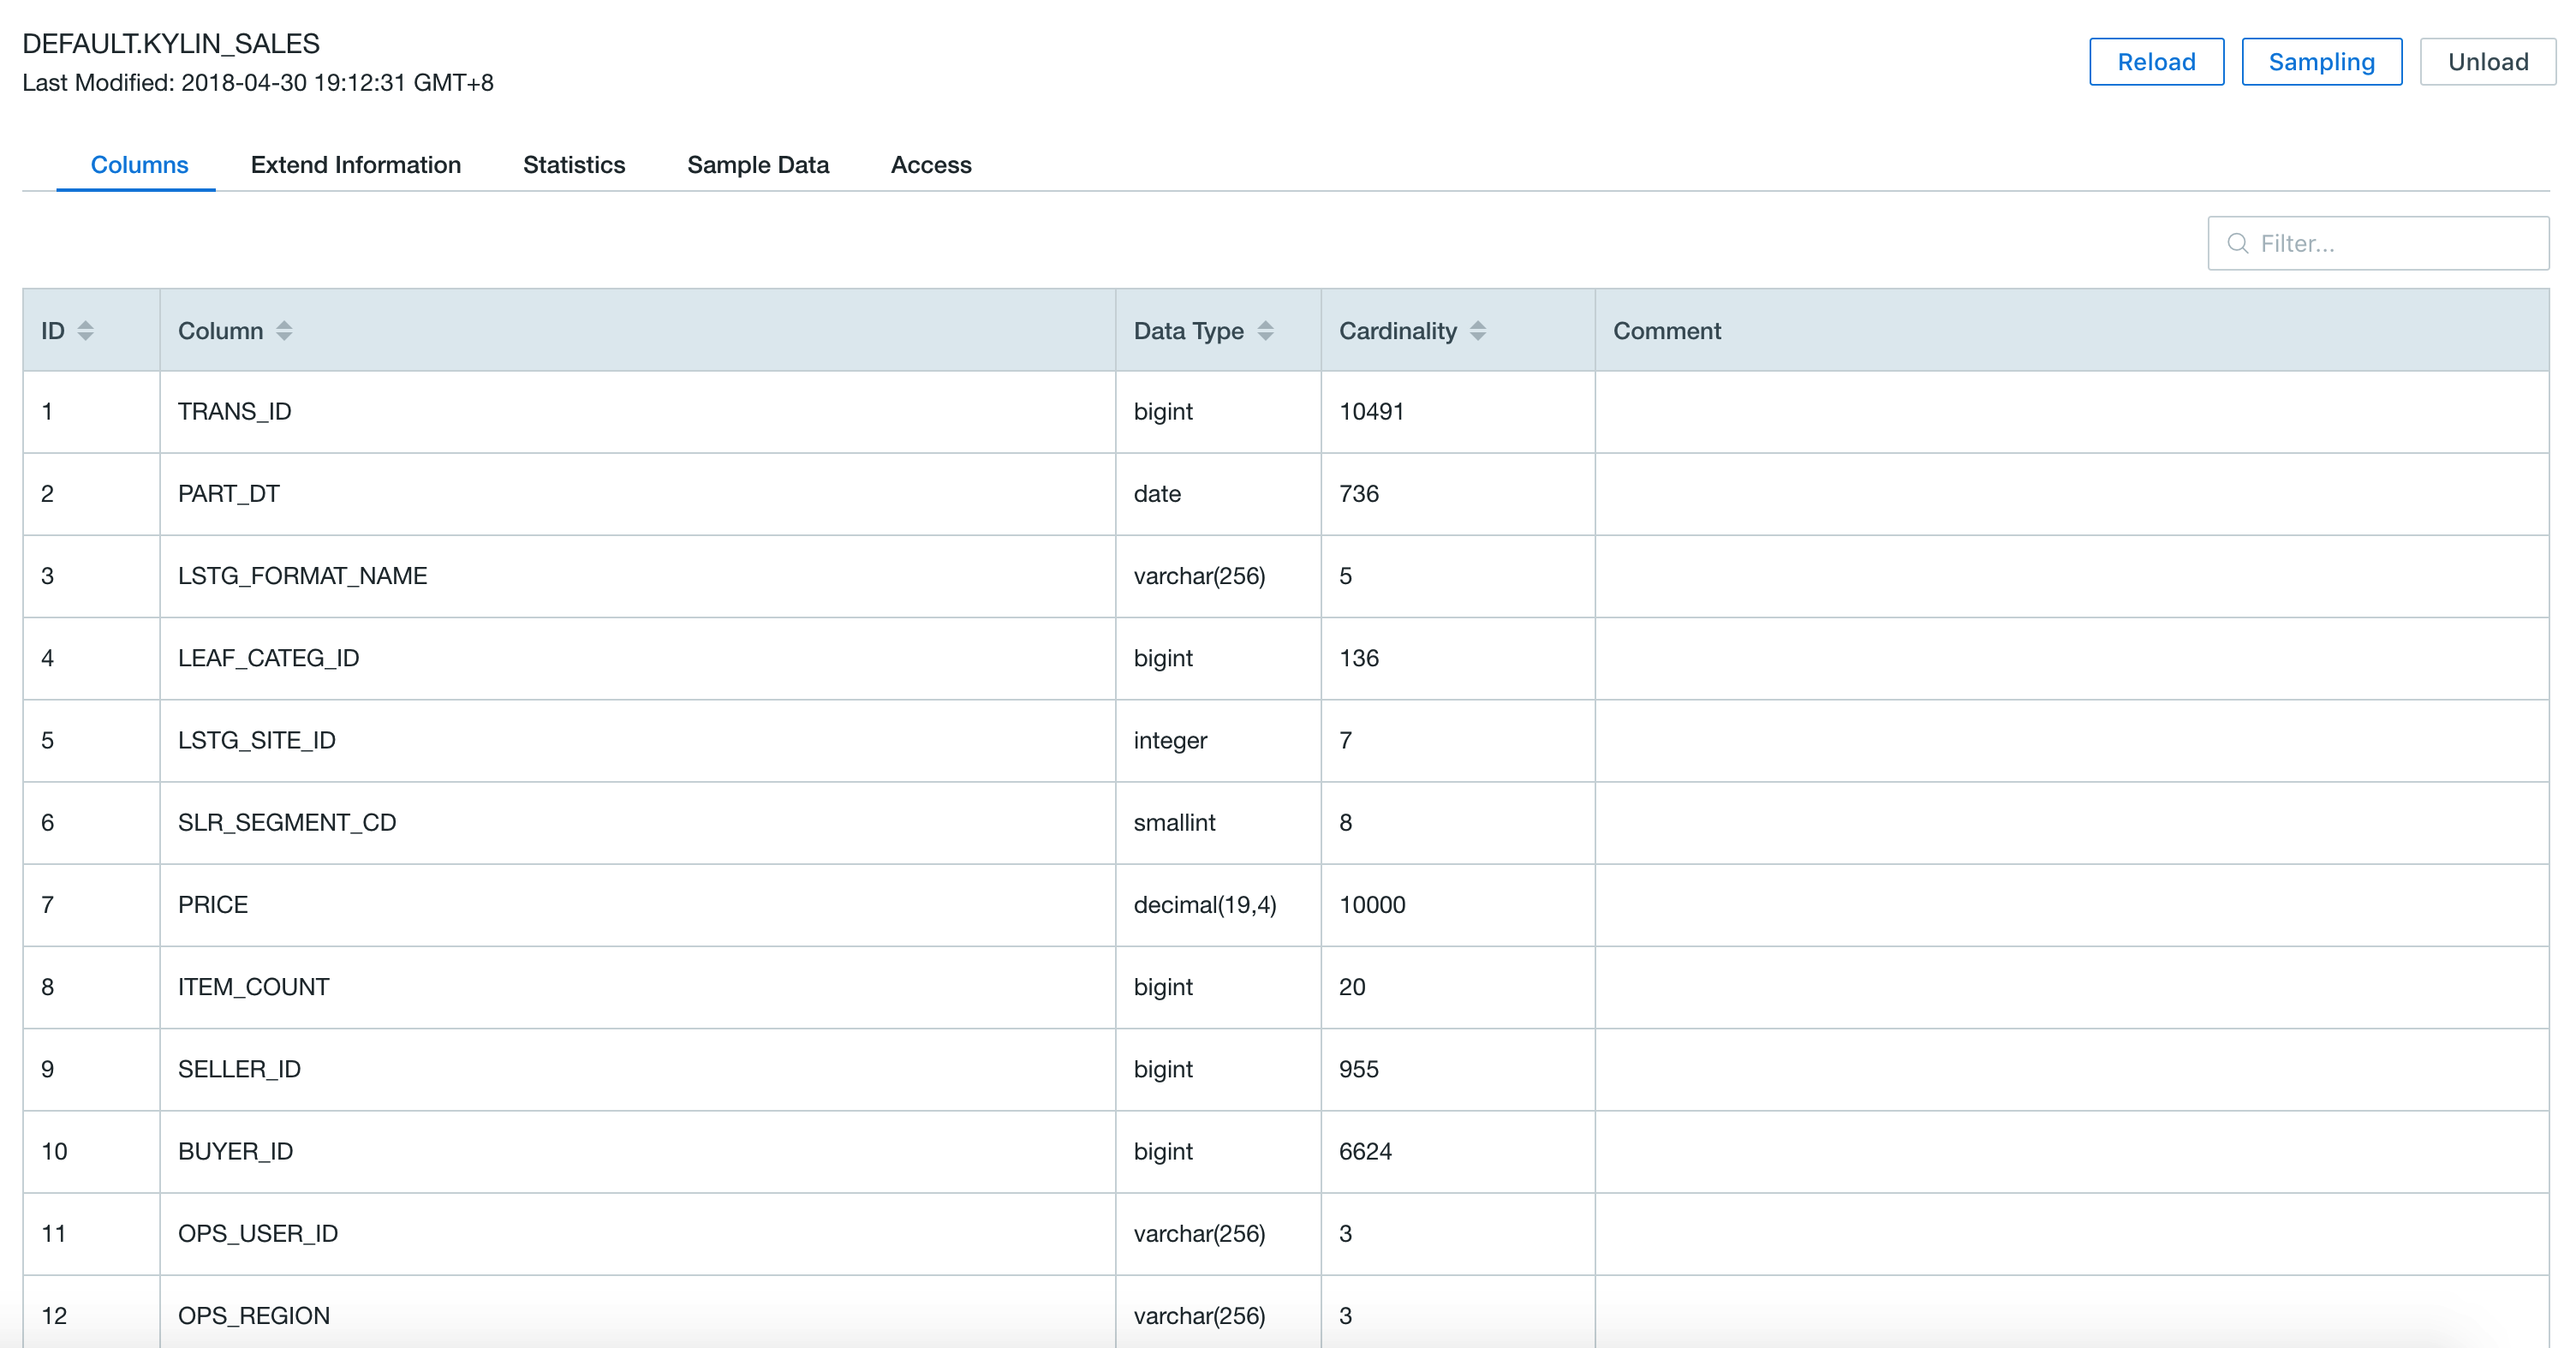 DEFAULT.KYLIN_SALES
Last Modified: 2018-04-30 19:12:31 GMT+8
Reload Sampling Unload
Columns Extend Information Statistics Sample Data Access
Filter...
ID Column Data Type Cardinality Comment
1 TRANS_ID bigint 10491
2 PART_DT date 736
3 LSTG_FORMAT_NAME varchar(256) 5
4 LEAF_CATEG_ID bigint 136
5 LSTG_SITE_ID integer 7
6 SLR_SEGMENT_CD smallint 8
7 PRICE decimal(19,4) 10000
8 ITEM_COUNT bigint 20
9 SELLER_ID bigint 955
10 BUYER_ID bigint 6624
11 OPS_USER_ID varchar(256) 3
12 OPS_REGION varchar(256) 3